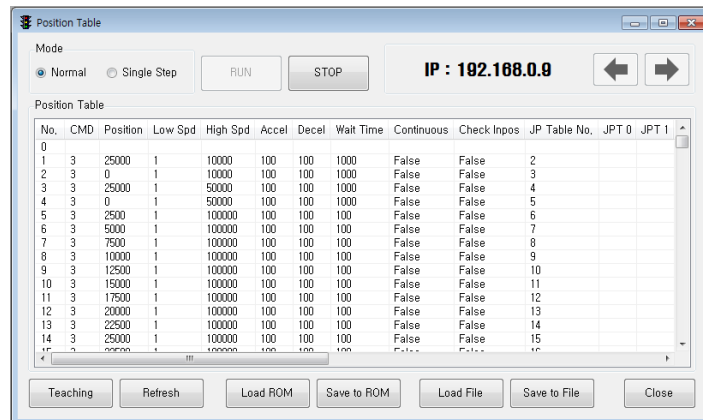 Position Table
Mode
Normal Single Step RUN STOP IP : 192.168.0.9
Position Table
No. CMD Position Low Spd High Spd Accel Decel Wait Time Continuous Check Inpos JP Table No. JPT 0 JPT 1
0
1 3 25000 1 10000 100 100 1000 False False 2
2 3 0 1 10000 100 100 1000 False False 3
3 3 25000 1 50000 100 100 1000 False False 4
4 3 0 1 50000 100 100 1000 False False 5
5 3 2500 1 100000 100 100 100 False False 6
6 3 5000 1 100000 100 100 100 False False 7
7 3 7500 1 100000 100 100 100 False False 8
8 3 10000 1 100000 100 100 100 False False 9
9 3 12500 1 100000 100 100 100 False False 10
10 3 15000 1 100000 100 100 100 False False 11
11 3 17500 1 100000 100 100 100 False False 12
12 3 20000 1 100000 100 100 100 False False 13
13 3 22500 1 100000 100 100 100 False False 14
14 3 25000 1 100000 100 100 100 False False 15
Teaching Refresh Load ROM Save to ROM Load File Save to File Close